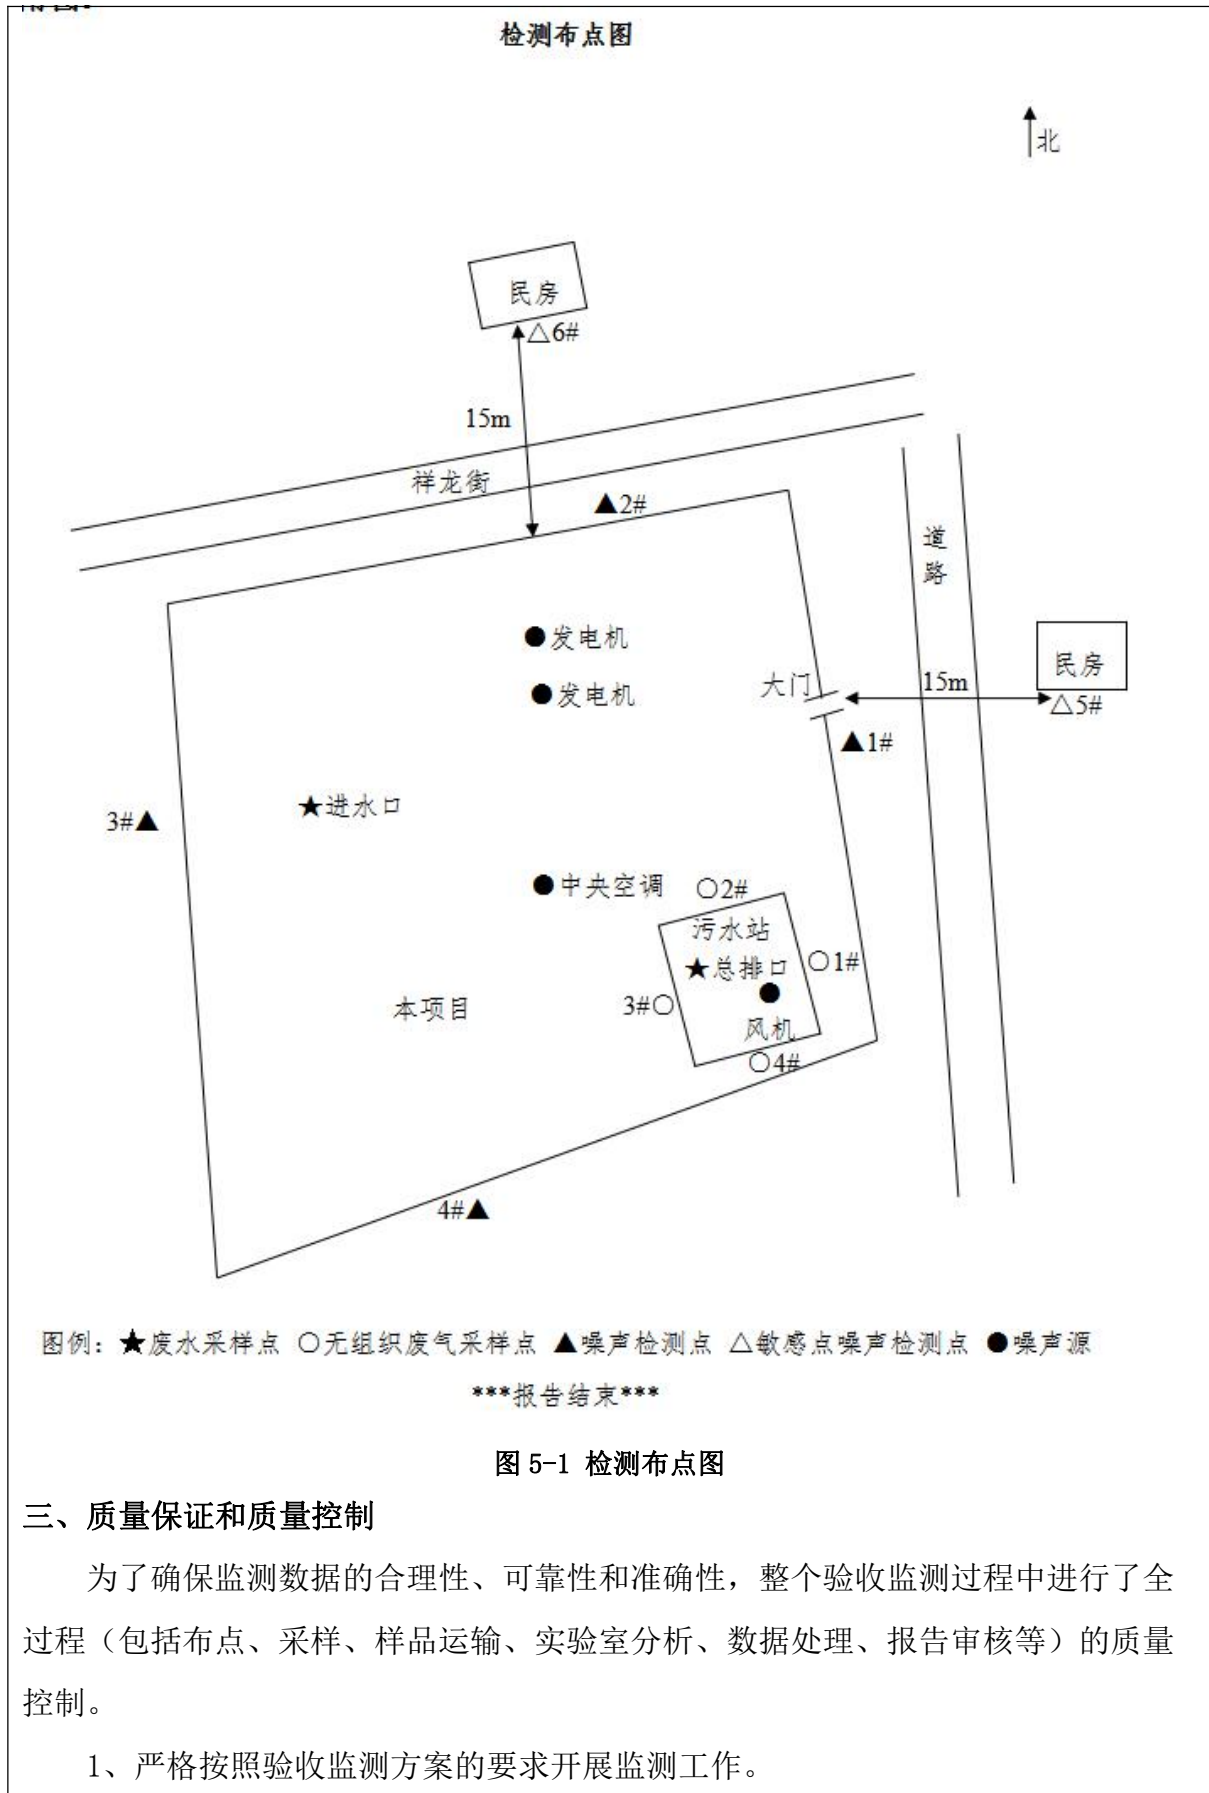 检测布点图
北
民房
△6#
15m
祥龙街
▲2#
道路
●发电机
民房
大门
15m
●发电机
△5#
▲1#
★进水口
3#▲
●中央空调
○2#
污水站
★总排口
○1#
●
3#○
本项目
风机
○4#
4#▲
图例：★废水采样点 ○无组织废气采样点 ▲噪声检测点 △敏感点噪声检测点 ●噪声源
***报告结束***
图 5-1 检测布点图
三、质量保证和质量控制
为了确保监测数据的合理性、可靠性和准确性，整个验收监测过程中进行了全
过程（包括布点、采样、样品运输、实验室分析、数据处理、报告审核等）的质量
控制。
1、严格按照验收监测方案的要求开展监测工作。